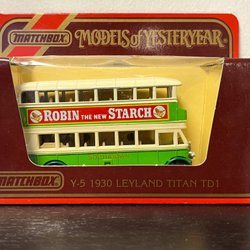 MATCHBOX
MODELS of YESTERYEAR
ROBIN THE NEW STARCH
MATCHBOX
Y-5 1930 LEYLAND TITAN TD1